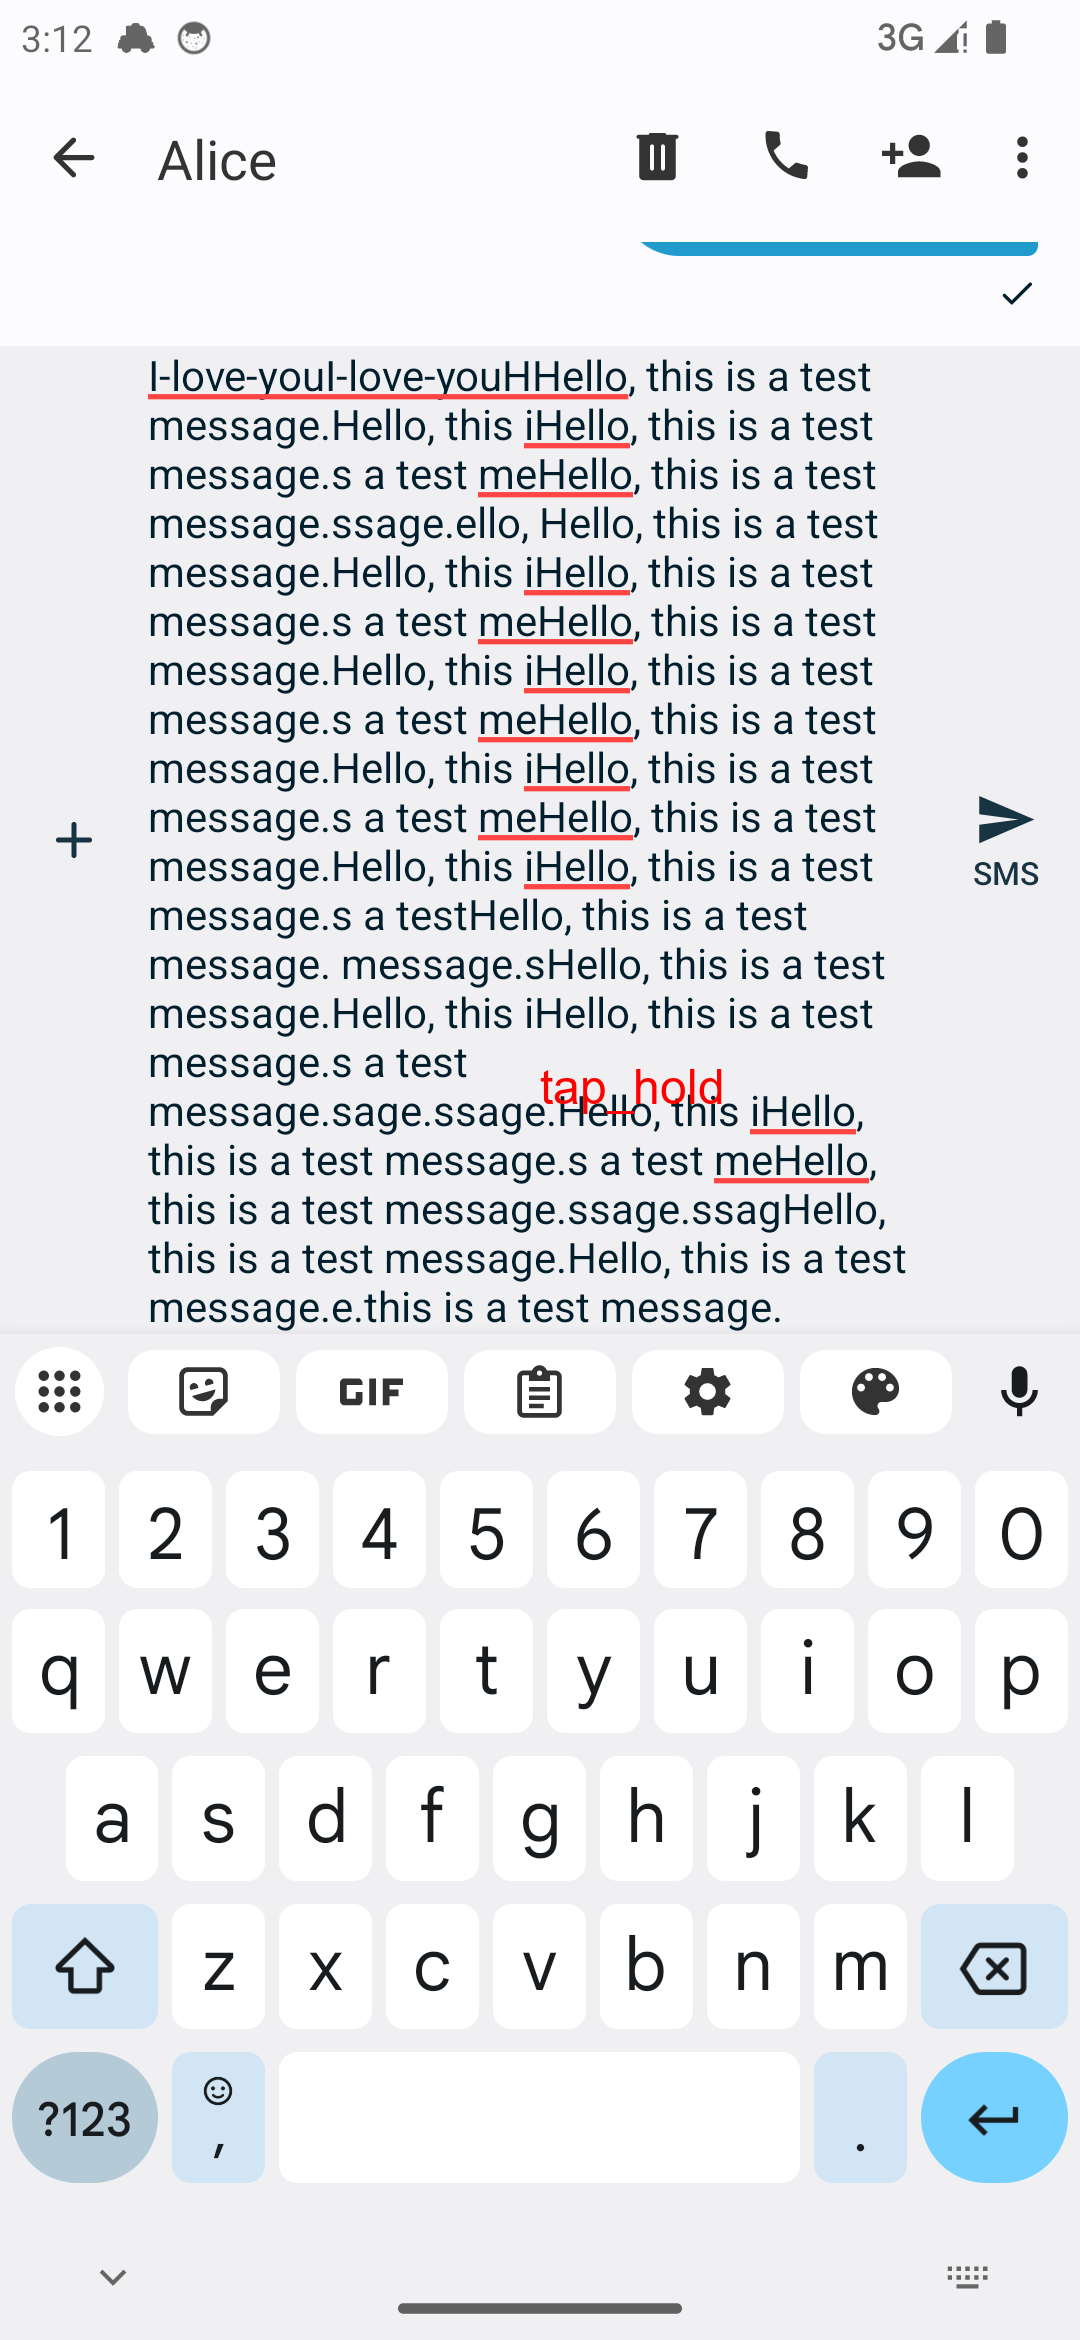 3:12
3G
Alice
I-love-youI-love-youHHello, this is a test
message.Hello, this iHello, this is a test
message.s a test meHello, this is a test
message.ssage.ello, Hello, this is a test
message.Hello, this iHello, this is a test
message.s a test meHello, this is a test
message.Hello, this iHello, this is a test
message.s a test meHello, this is a test
message.Hello, this iHello, this is a test
message.s a test meHello, this is a test
message.Hello, this iHello, this is a test
message.s a testHello, this is a test
message. message.sHello, this is a test
message.Hello, this iHello, this is a test
message.s a test
tap_hold
message.sage.ssage.Hello, this iHello,
this is a test message.s a test meHello,
this is a test message.ssage.ssagHello,
this is a test message.Hello, this is a test
message.e.this is a test message.
SMS
GIF
1 2 3 4 5 6 7 8 9 0
q w e r t y u i o p
a s d f g h j k l
z x c v b n m
?123 , .